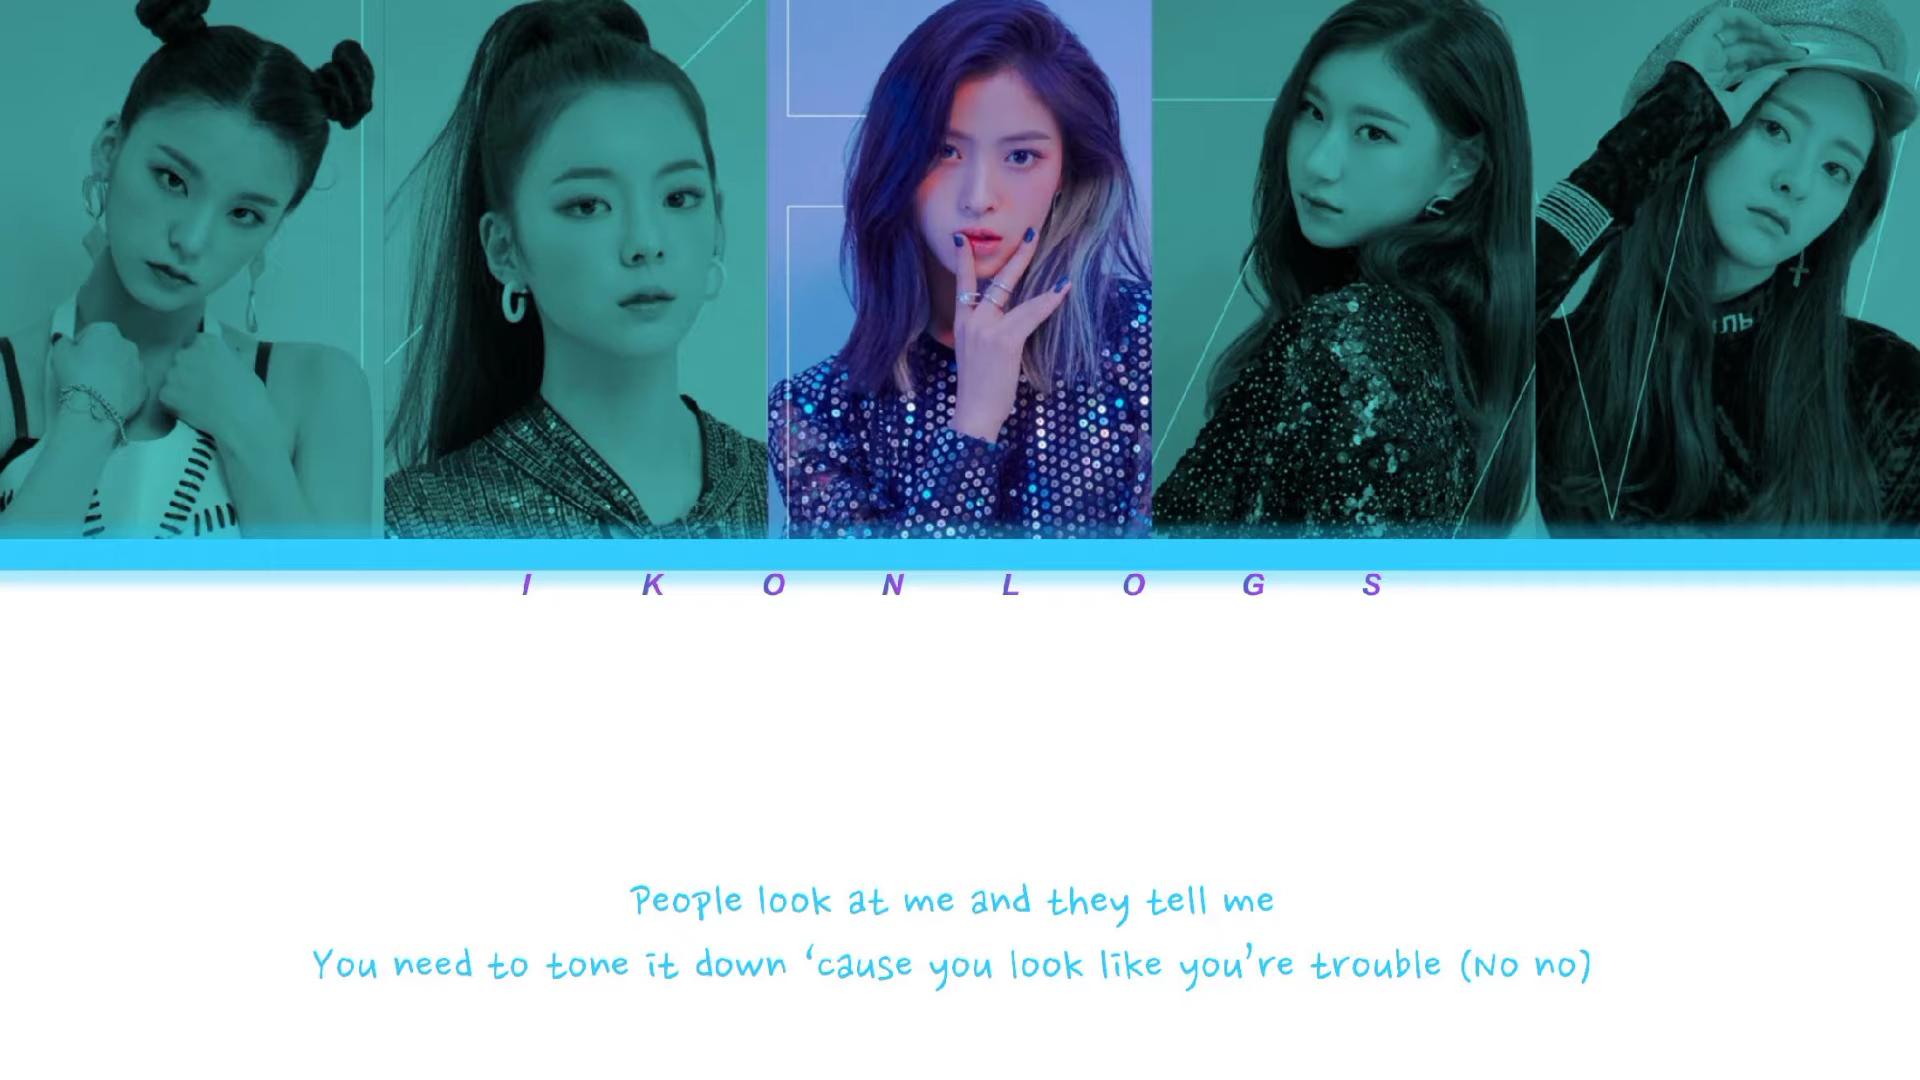 I K O N L O G S
People look at me and they tell me
You need to tone it down ‘cause you look like you’re trouble (No no)